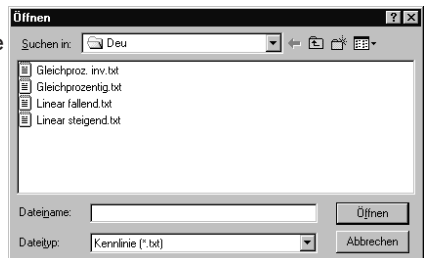 Öffnen
e
Suchen in: Deu
Gleichproz. inv.txt
Gleichprozentig.txt
Linear fallend.txt
Linear steigend.txt
Dateiname: Öffnen
Dateityp: Kennlinie (*.txt) Abbrechen